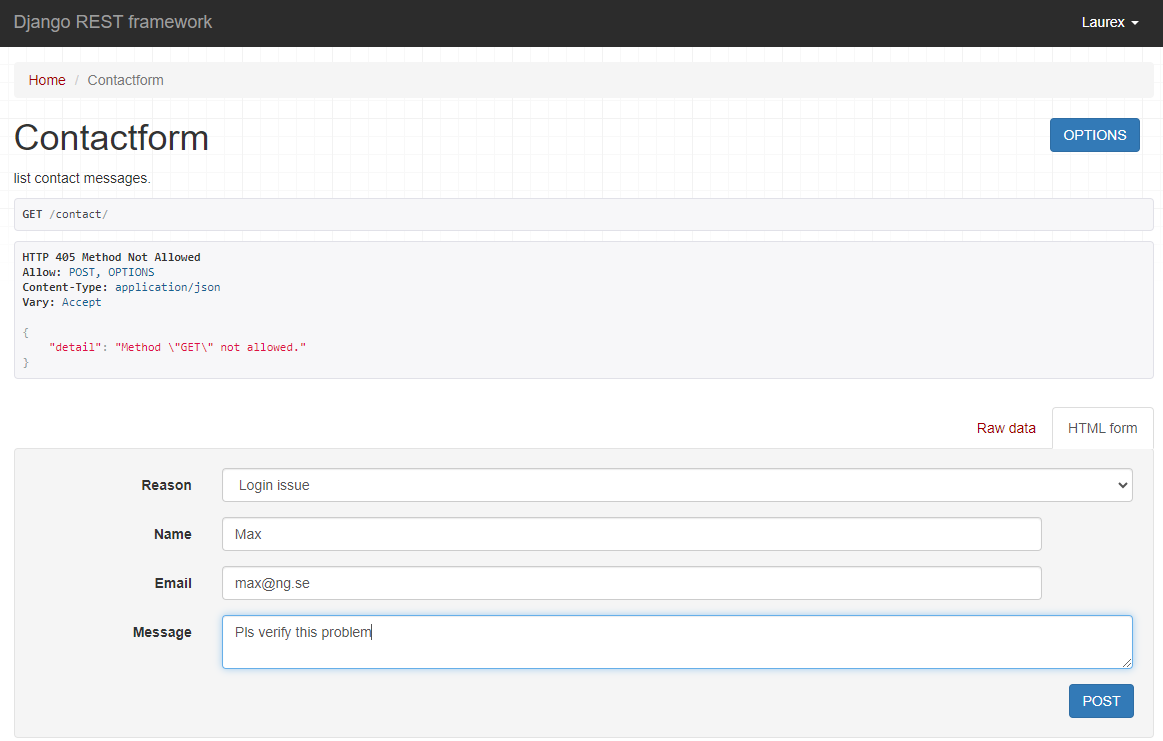 Django REST framework
Laurex
Home / Contactform
Contactform
OPTIONS
list contact messages.
GET /contact/
HTTP 405 Method Not Allowed
Allow: POST, OPTIONS
Content-Type: application/json
Vary: Accept
{
    "detail": "Method \"GET\" not allowed."
}
Raw data
HTML form
Reason
Login issue
Name
Max
Email
max@ng.se
Message
Pls verify this problem
POST